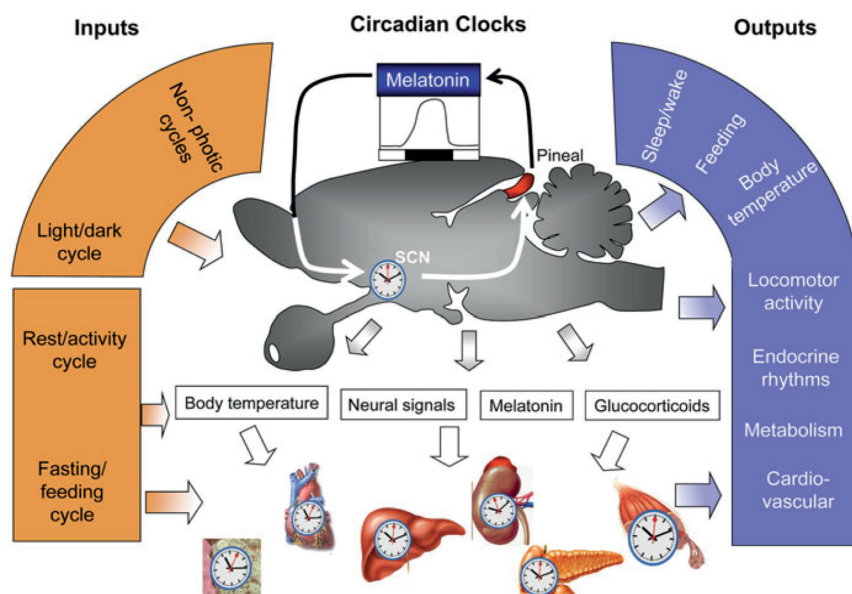 Inputs
Circadian Clocks
Outputs
Non- photic
cycles
Light/dark
cycle
Rest/activity
cycle
Fasting/
feeding
cycle
Melatonin
Pineal
SCN
Body temperature
Neural signals
Melatonin
Glucocorticoids
Sleep/wake
Feeding
Body
temperature
Locomotor
activity
Endocrine
rhythms
Metabolism
Cardio-
vascular